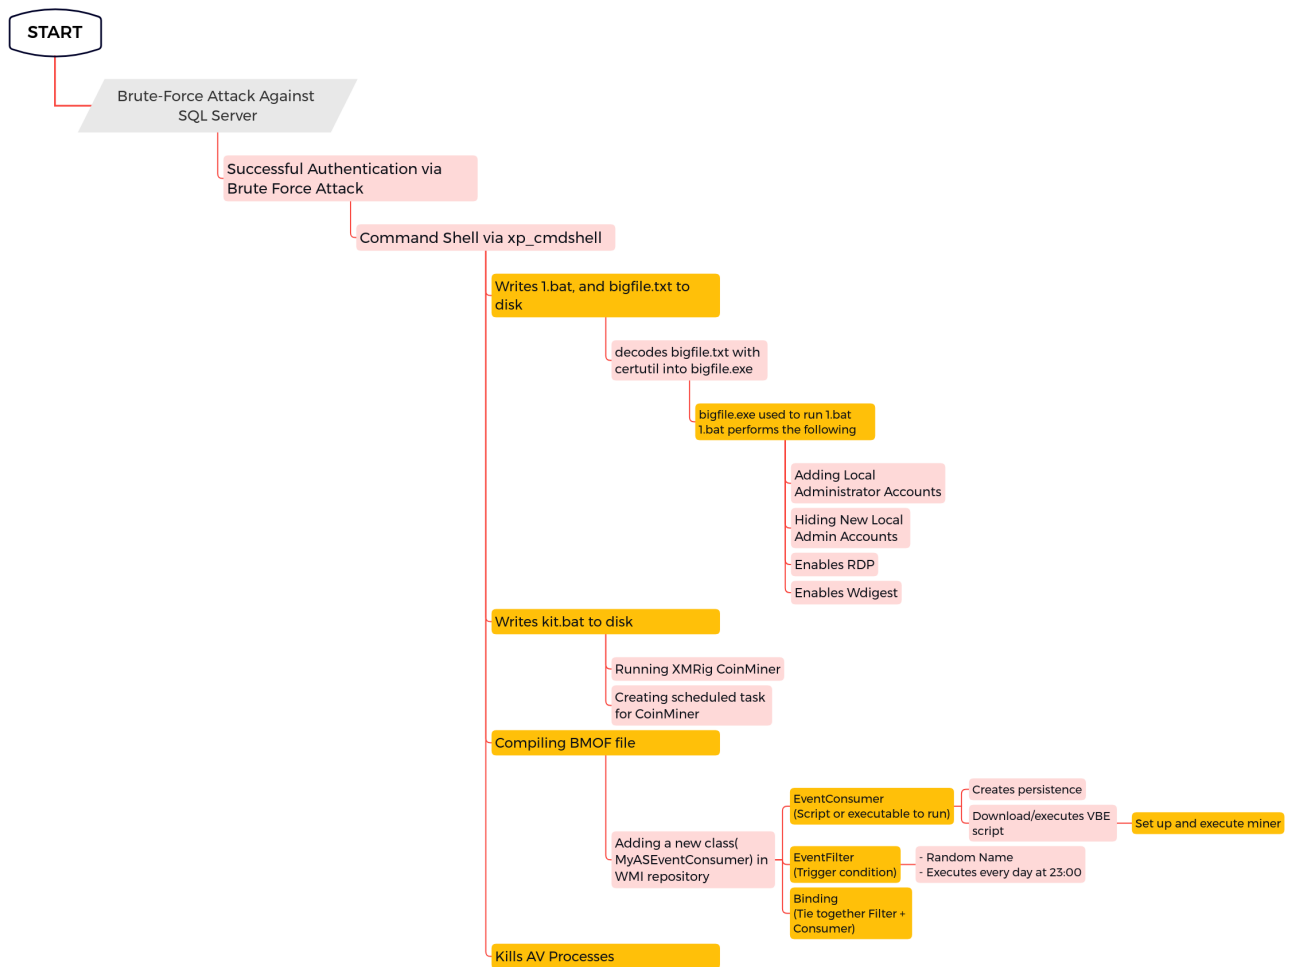 START
Brute-Force Attack Against
SQL Server
Successful Authentication via
Brute Force Attack
Command Shell via xp_cmdshell
Writes 1.bat, and bigfile.txt to
disk
decodes bigfile.txt with
certutil into bigfile.exe
bigfile.exe used to run 1.bat
1.bat performs the following
Adding Local
Administrator Accounts
Hiding New Local
Admin Accounts
Enables RDP
Enables Wdigest
Writes kit.bat to disk
Running XMRig CoinMiner
Creating scheduled task
for CoinMiner
Compiling BMOF file
Adding a new class(
MyASEventConsumer) in
WMI repository
EventConsumer
(Script or executable to run)
Creates persistence
Download/executes VBE
script
Set up and execute miner
EventFilter
(Trigger condition)
- Random Name
- Executes every day at 23:00
Binding
(Tie together Filter +
Consumer)
Kills AV Processes